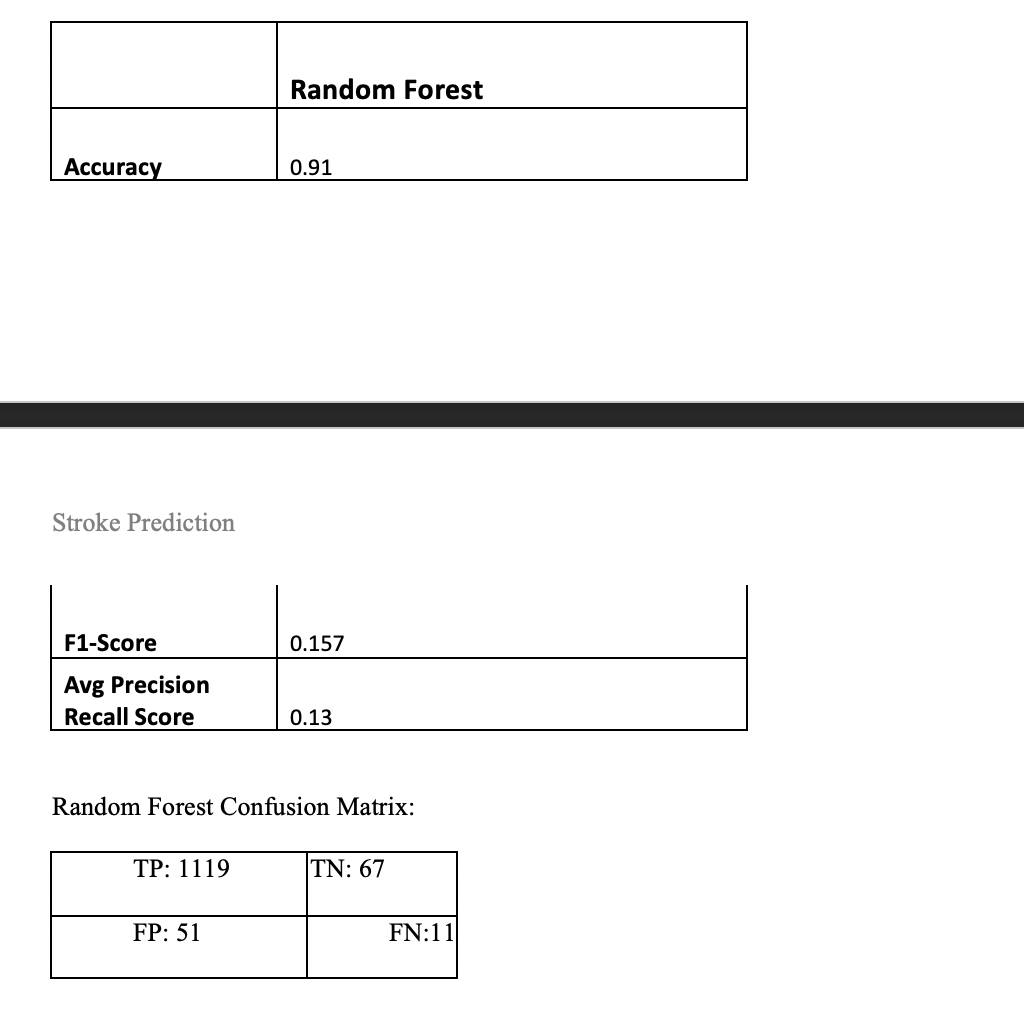 Random Forest
Accuracy 0.91
Stroke Prediction
F1-Score 0.157
Avg Precision
Recall Score 0.13
Random Forest Confusion Matrix:
TP: 1119 TN: 67
FP: 51 FN:11